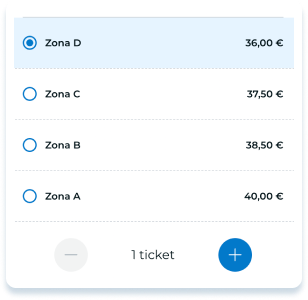 Zona D 36,00 €
Zona C 37,50 €
Zona B 38,50 €
Zona A 40,00 €
1 ticket